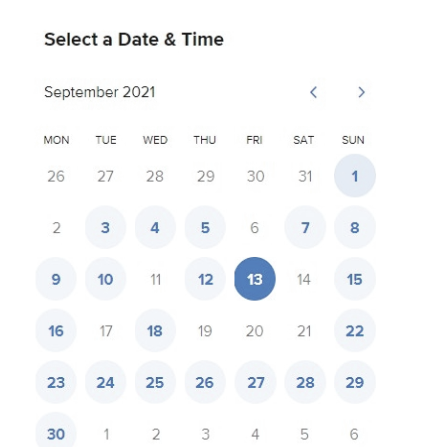 Select a Date & Time
September 2021
MON TUE WED THU FRI SAT SUN
26 27 28 29 30 31 1
2 3 4 5 6 7 8
9 10 11 12 13 14 15
16 17 18 19 20 21 22
23 24 25 26 27 28 29
30 1 2 3 4 5 6